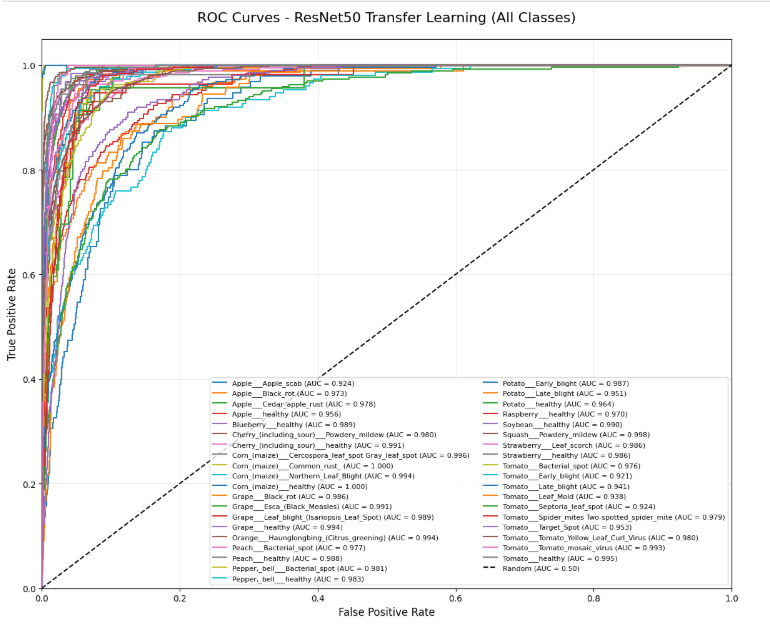 ROC Curves - ResNet50 Transfer Learning (All Classes)
True Positive Rate
1.0
0.8
0.6
0.4
0.2
0.0
Apple___Apple_scab (AUC = 0.924)
Apple___Black_rot (AUC = 0.973)
Apple___Cedar_apple_rust (AUC = 0.978)
Apple___healthy (AUC = 0.956)
Blueberry___healthy (AUC = 0.989)
Cherry_(including_sour)___Powdery_mildew (AUC = 0.980)
Cherry_(including_sour)___healthy (AUC = 0.991)
Corn_(maize)___Cercospora_leaf_spot Gray_leaf_spot (AUC = 0.996)
Corn_(maize)___Common_rust_ (AUC = 1.000)
Corn_(maize)___Northern_Leaf_Blight (AUC = 0.994)
Corn_(maize)___healthy (AUC = 1.000)
Grape___Black_rot (AUC = 0.986)
Grape___Esca_(Black_Measles) (AUC = 0.991)
Grape___Leaf_blight_(Isariopsis_Leaf_Spot) (AUC = 0.989)
Grape___healthy (AUC = 0.994)
Orange___Haunglongbing_(Citrus_greening) (AUC = 0.994)
Peach___Bacterial_spot (AUC = 0.977)
Peach___healthy (AUC = 0.988)
Pepper,_bell___Bacterial_spot (AUC = 0.981)
Pepper,_bell___healthy (AUC = 0.983)
Potato___Early_blight (AUC = 0.987)
Potato___Late_blight (AUC = 0.951)
Potato___healthy (AUC = 0.964)
Raspberry___healthy (AUC = 0.970)
Soybean___healthy (AUC = 0.990)
Squash___Powdery_mildew (AUC = 0.998)
Strawberry___Leaf_scorch (AUC = 0.986)
Strawberry___healthy (AUC = 0.986)
Tomato___Bacterial_spot (AUC = 0.976)
Tomato___Early_blight (AUC = 0.921)
Tomato___Late_blight (AUC = 0.941)
Tomato___Leaf_Mold (AUC = 0.938)
Tomato___Septoria_leaf_spot (AUC = 0.924)
Tomato___Spider_mites Two-spotted_spider_mite (AUC = 0.979)
Tomato___Target_Spot (AUC = 0.953)
Tomato___Tomato_Yellow_Leaf_Curl_Virus (AUC = 0.980)
Tomato___Tomato_mosaic_virus (AUC = 0.993)
Tomato___healthy (AUC = 0.995)
Random (AUC = 0.50)
0.0
0.2
0.4
0.6
0.8
1.0
False Positive Rate